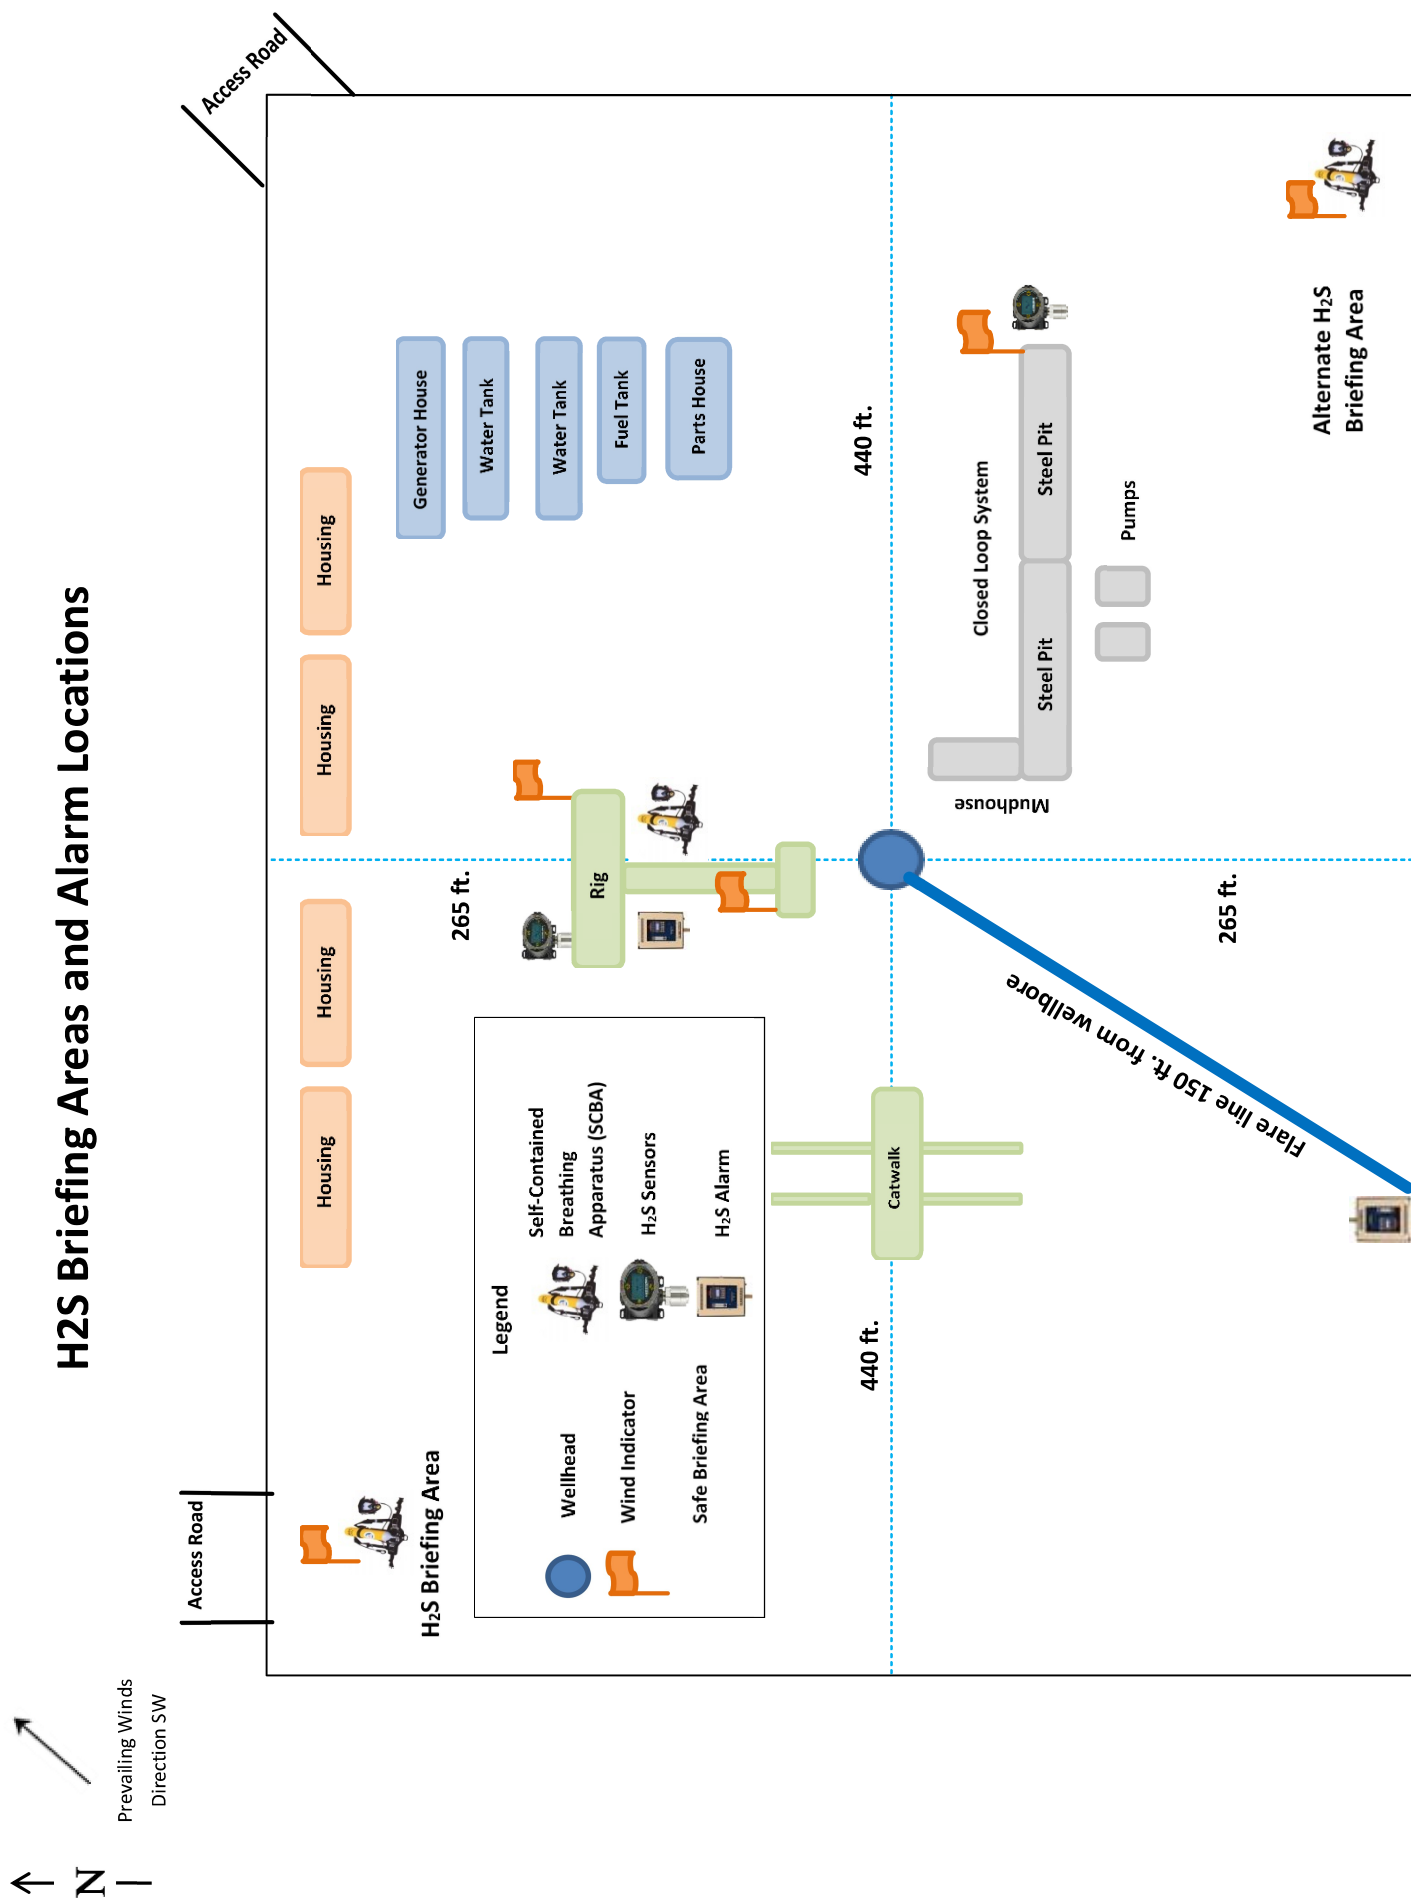 H2S Briefing Areas and Alarm Locations
N
Prevailing Winds
Direction SW
Access Road
Access Road
Housing
Housing
Housing
Housing
H₂S Briefing Area
265 ft.
Generator House
Water Tank
Water Tank
Fuel Tank
Parts House
Rig
Legend
Wellhead
Wind Indicator
Safe Briefing Area
Self-Contained
Breathing
Apparatus (SCBA)
H₂S Sensors
H₂S Alarm
440 ft.
440 ft.
Catwalk
Mudhouse
Closed Loop System
Steel Pit
Steel Pit
Pumps
Flare line 150 ft. from wellbore
265 ft.
Alternate H₂S
Briefing Area